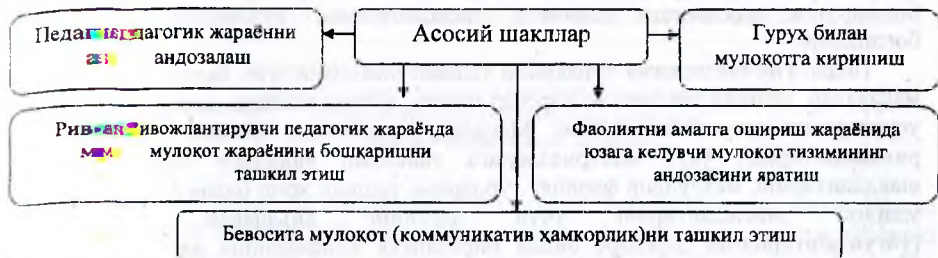 Педагогик жараённи
андозалаш
Асосий шакллар
Гуруҳ билан
мулоқотга киришиш
Ривожлантирувчи педагогик жараёнда
мулоқот жараёнини бошқаришни
ташкил этиш
Фаолиятни амалга ошириш жараёнида
юзага келувчи мулоқот тизимининг
андозасини яратиш
Бевосита мулоқот (коммуникатин ҳамкорлик)ни ташкил этиш